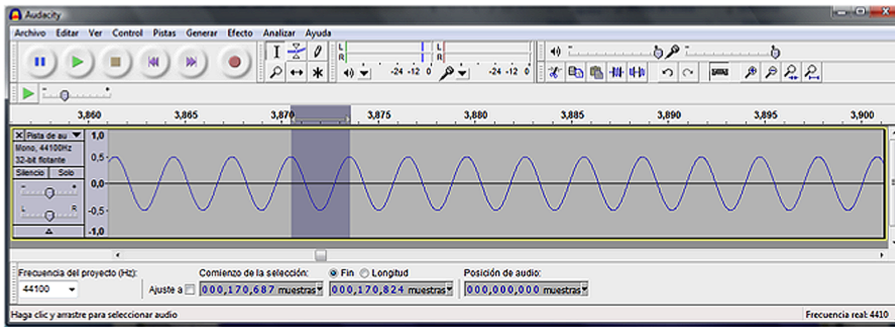 Audacity
Archivo Editar Ver Control Pistas Generar Efecto Analizar Ayuda
L
R
-24 -12 0
L
R
-24 -12 0
3,860 3,865 3,870 3,875 3,880 3,885 3,890 3,895 3,900
Pista de au
Mono, 44100Hz
32-bit flotante
Silencio Solo
- +
L R
1,0
0,5
0,0
-0,5
-1,0
Frecuencia del proyecto (Hz):
44100
Ajuste a
Comienzo de la selección:
000,170,687 muestras
Fin Longitud
000,170,824 muestras
Posición de audio:
000,000,000 muestras
Haga clic y arrastre para seleccionar audio
Frecuencia real: 4410